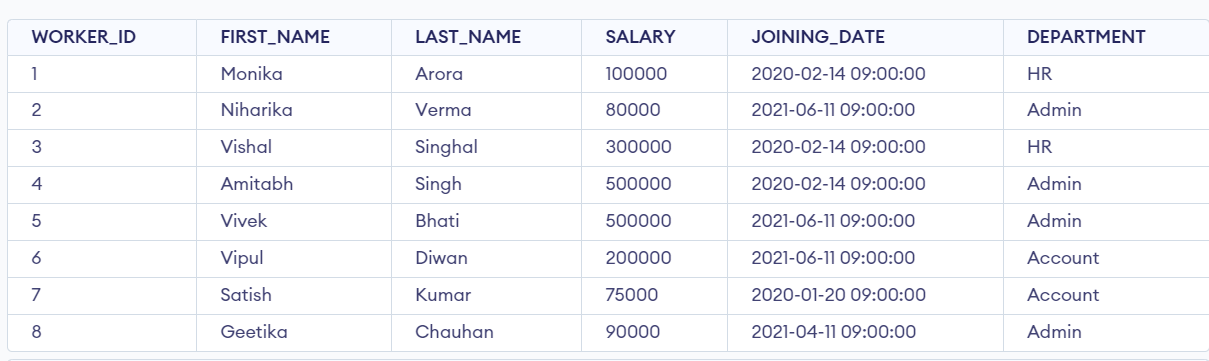 WORKER_ID FIRST_NAME LAST_NAME SALARY JOINING_DATE DEPARTMENT
1 Monika Arora 100000 2020-02-14 09:00:00 HR
2 Niharika Verma 80000 2021-06-11 09:00:00 Admin
3 Vishal Singhal 300000 2020-02-14 09:00:00 HR
4 Amitabh Singh 500000 2020-02-14 09:00:00 Admin
5 Vivek Bhati 500000 2021-06-11 09:00:00 Admin
6 Vipul Diwan 200000 2021-06-11 09:00:00 Account
7 Satish Kumar 75000 2020-01-20 09:00:00 Account
8 Geetika Chauhan 90000 2021-04-11 09:00:00 Admin